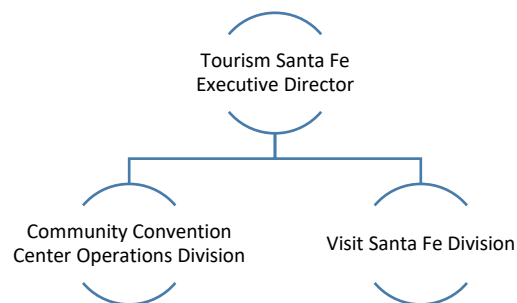 Tourism Santa Fe
Executive Director
Community Convention
Center Operations Division
Visit Santa Fe Division